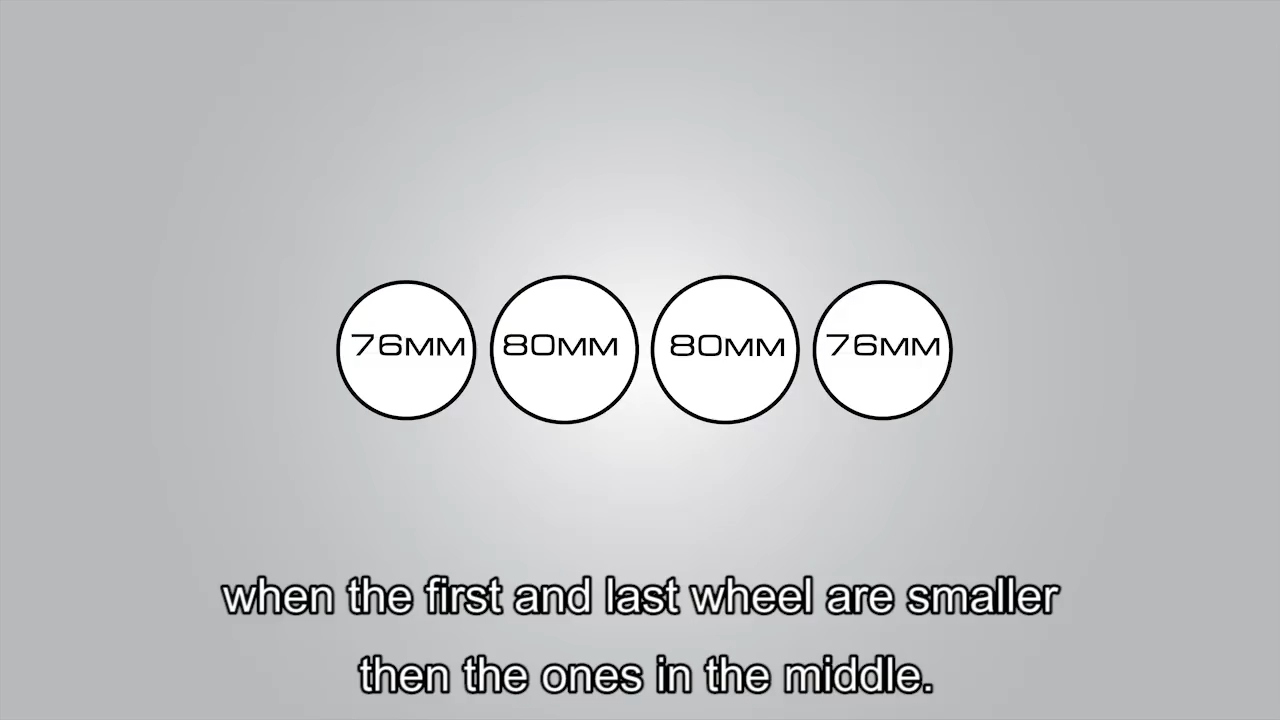 76MM 80MM 80MM 76MM
when the first and last wheel are smaller
then the ones in the middle.